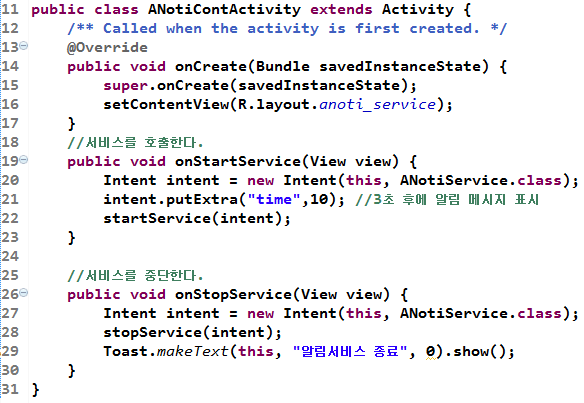 11 public class ANotiContActivity extends Activity {
12     /** Called when the activity is first created. */
13     @Override
14     public void onCreate(Bundle savedInstanceState) {
15         super.onCreate(savedInstanceState);
16         setContentView(R.layout.anoti_service);
17     }
18     //서비스를 호출한다.
19     public void onStartService(View view) {
20         Intent intent = new Intent(this, ANotiService.class);
21         intent.putExtra("time",10); //3초 후에 알림 메시지 표시
22         startService(intent);
23     }
24
25     //서비스를 중단한다.
26     public void onStopService(View view) {
27         Intent intent = new Intent(this, ANotiService.class);
28         stopService(intent);
29         Toast.makeText(this, "알림서비스 종료", 0).show();
30     }
31 }